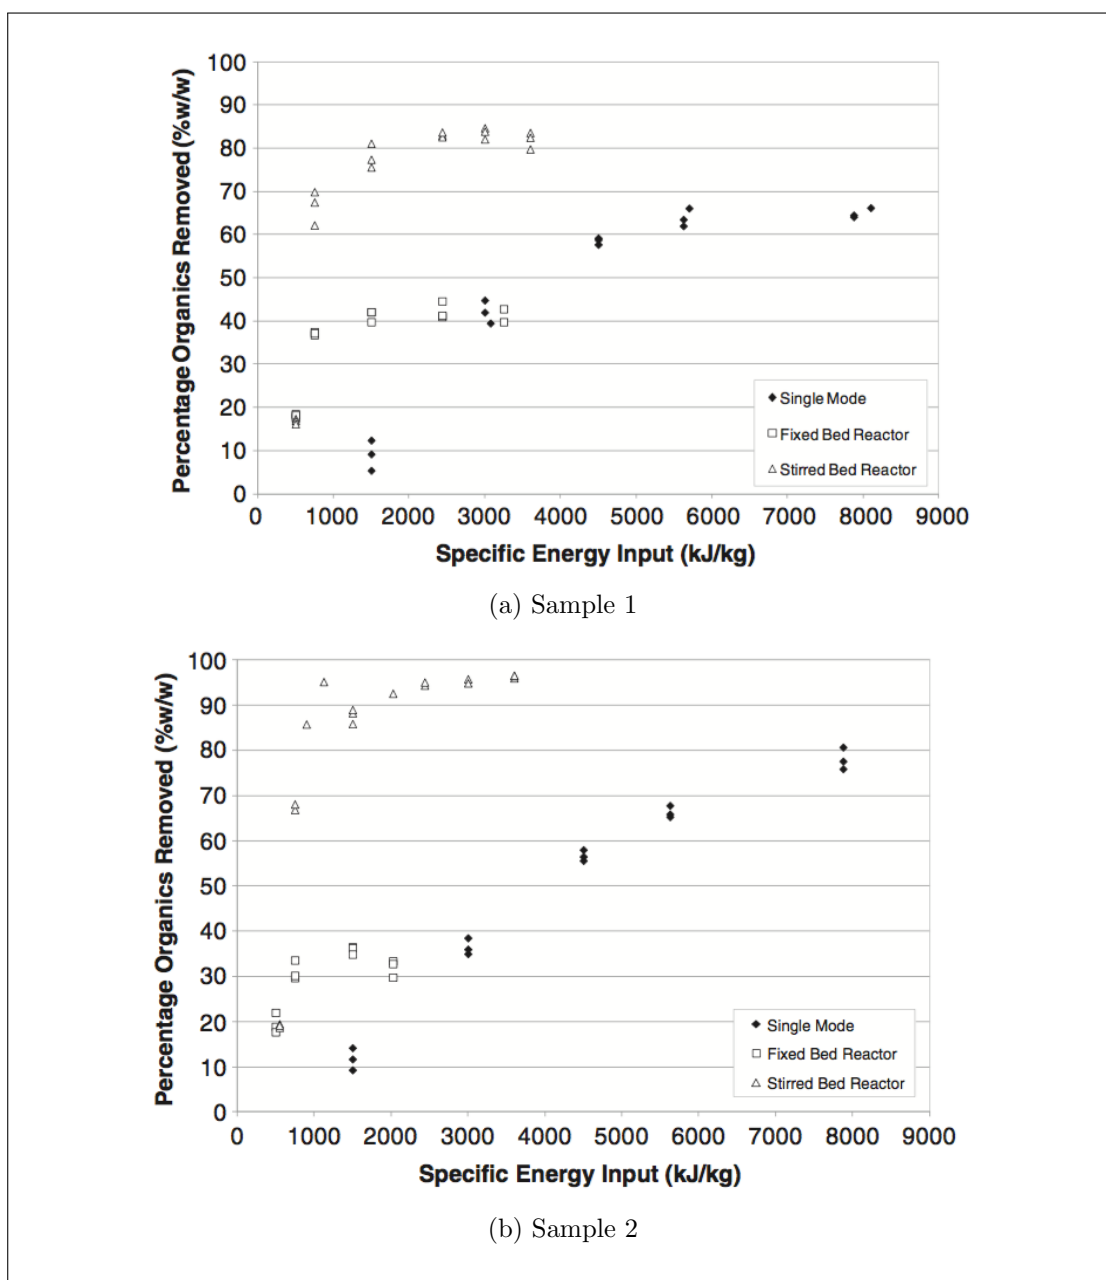 100
90
80
70
60
50
40
30
20
10
0
Percentage Organics Removed (%w/w)
Single Mode
Fixed Bed Reactor
Stirred Bed Reactor
0 1000 2000 3000 4000 5000 6000 7000 8000 9000
Specific Energy Input (kJ/kg)
(a) Sample 1
100
90
80
70
60
50
40
30
20
10
0
Percentage Organics Removed (%w/w)
Single Mode
Fixed Bed Reactor
Stirred Bed Reactor
0 1000 2000 3000 4000 5000 6000 7000 8000 9000
Specific Energy Input (kJ/kg)
(b) Sample 2